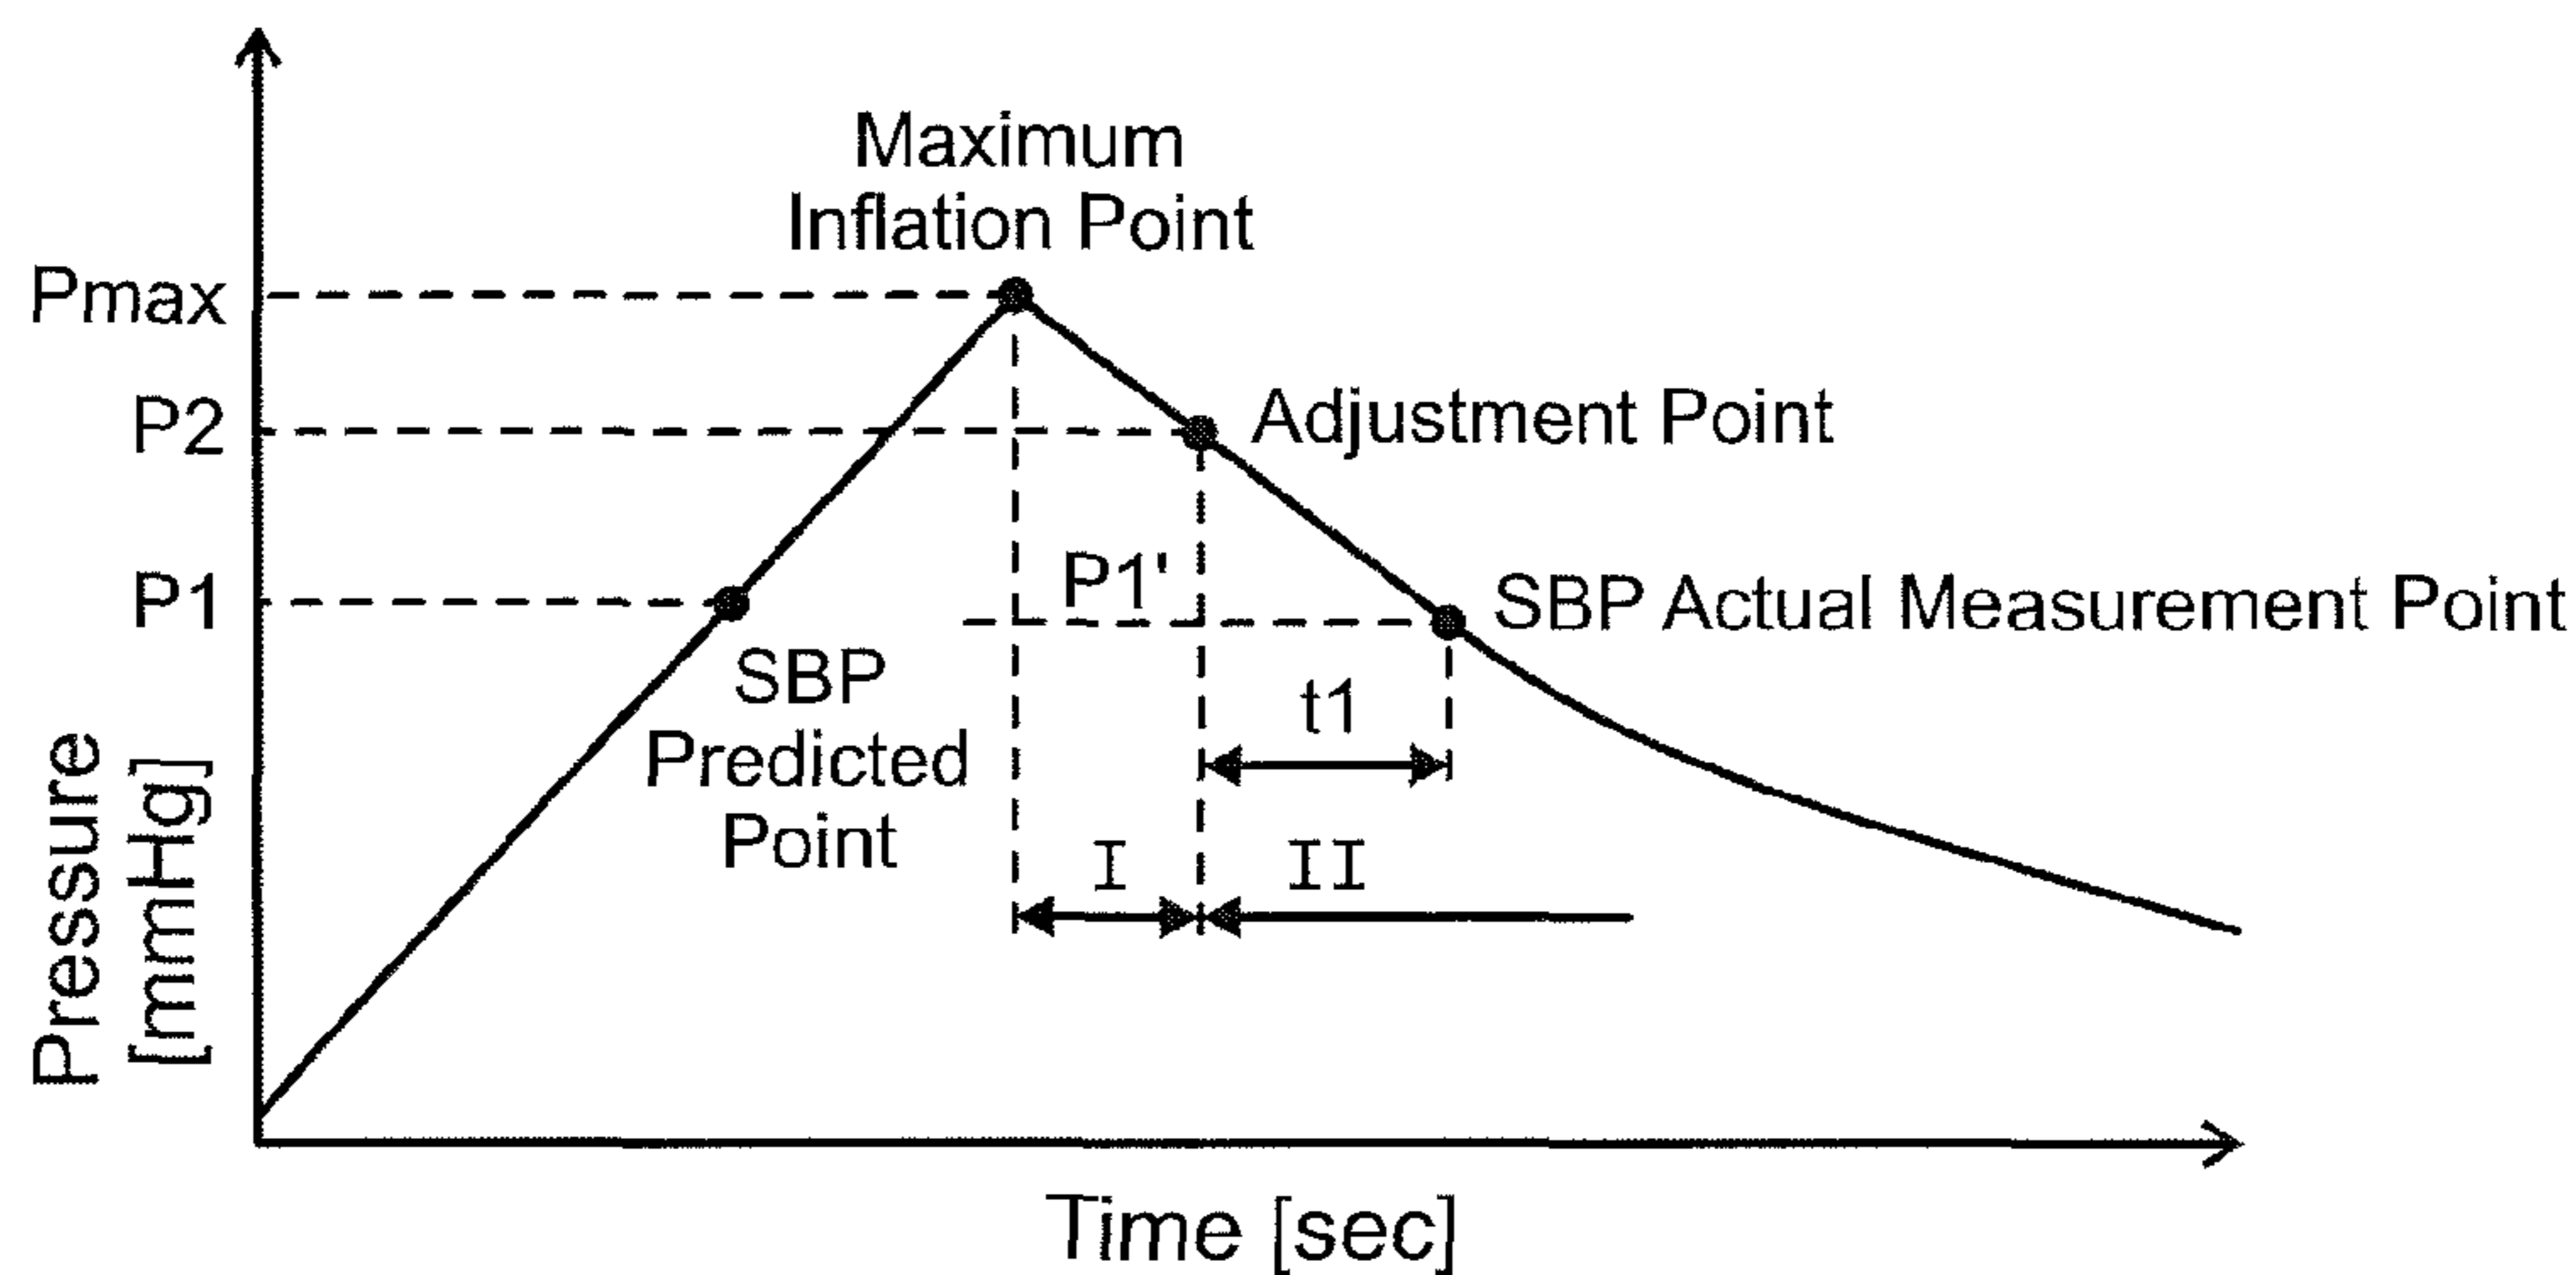 Maximum
Inflation Point
Pmax
P2
Adjustment Point
P1
P1'
SBP Actual Measurement Point
SBP
Predicted
Point
t1
I
II
Pressure
[mmHg]
Time [sec]